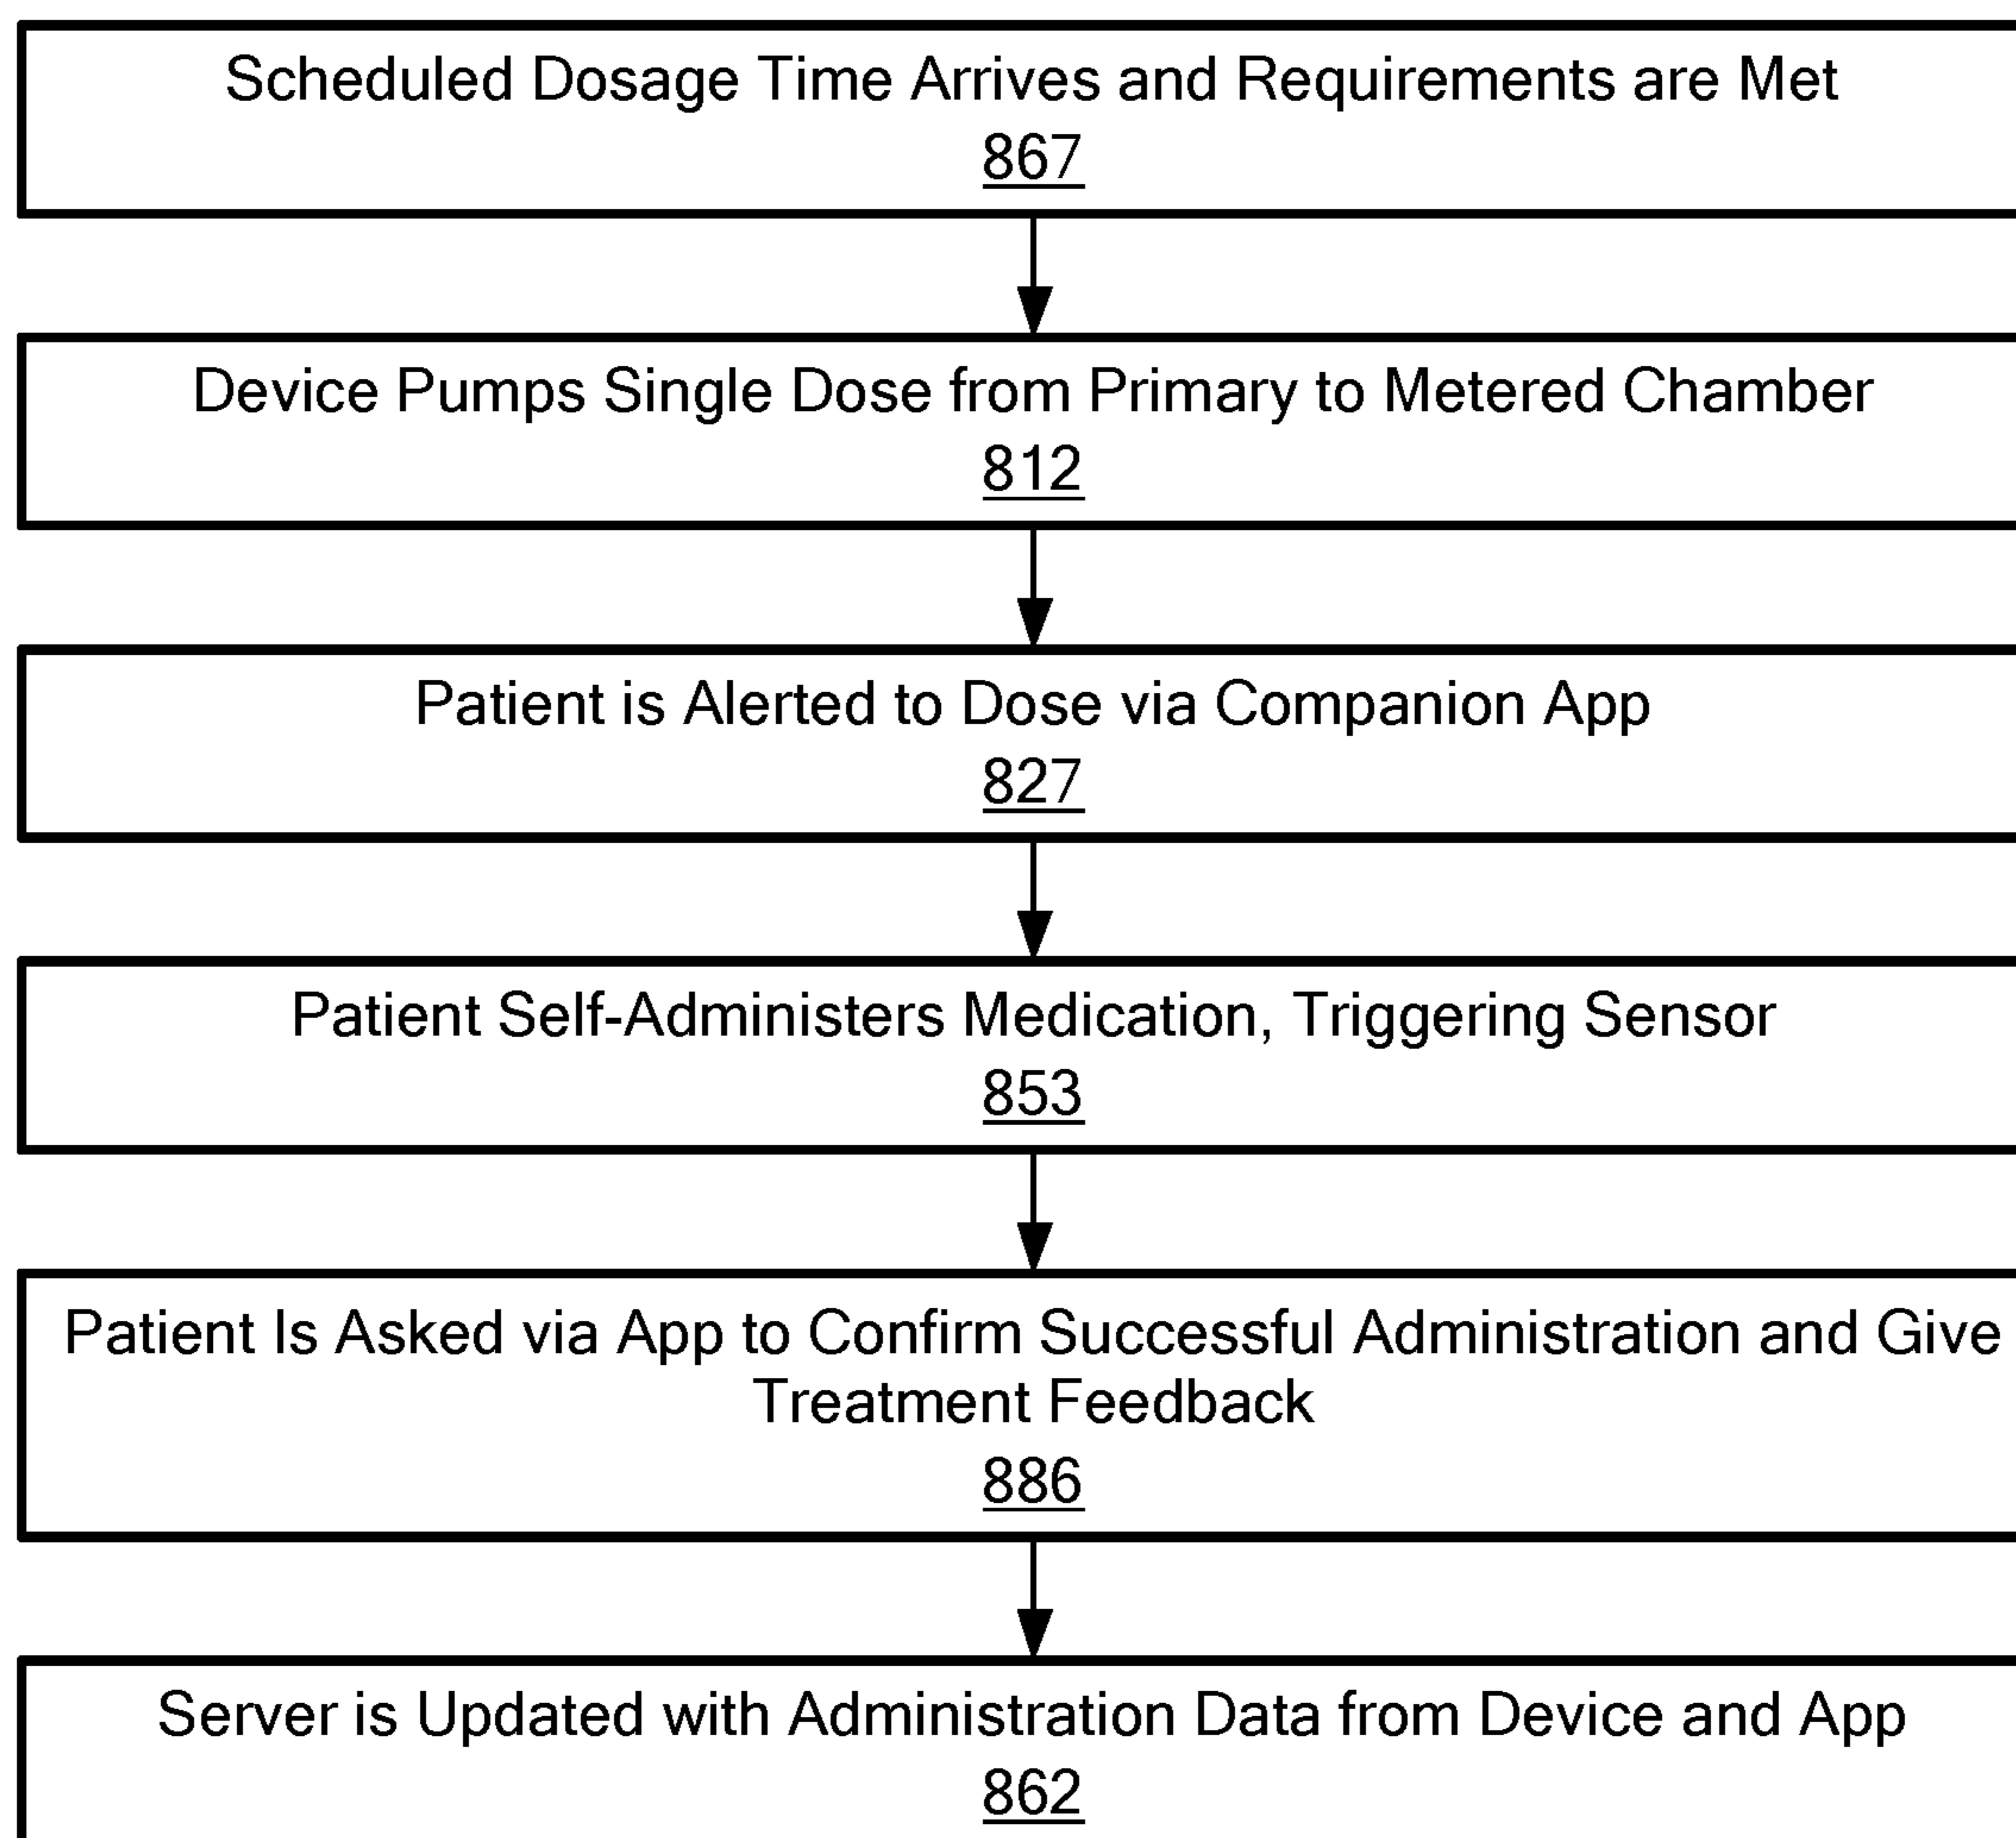 Scheduled Dosage Time Arrives and Requirements are Met
867
Device Pumps Single Dose from Primary to Metered Chamber
812
Patient is Alerted to Dose via Companion App
827
Patient Self-Administers Medication, Triggering Sensor
853
Patient Is Asked via App to Confirm Successful Administration and Give
Treatment Feedback
886
Server is Updated with Administration Data from Device and App
862